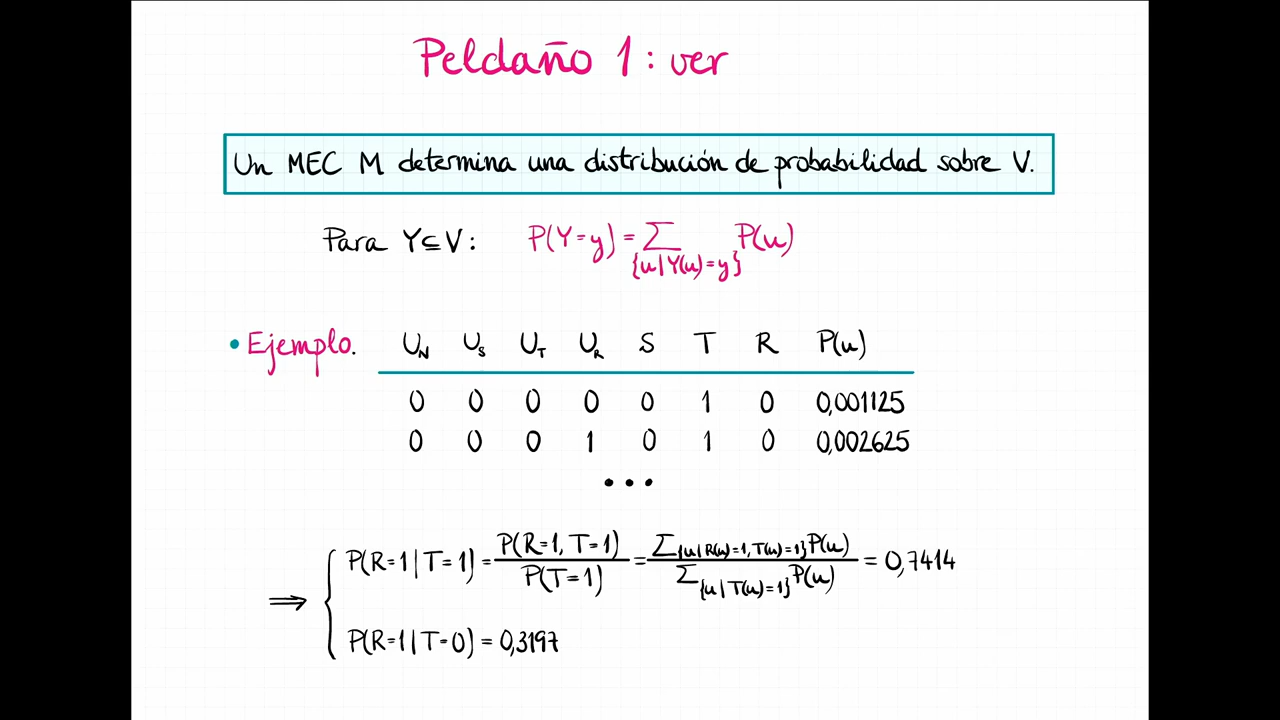 Peldaño 1: ver
Un MEC M determina una distribución de probabilidad sobre V.
Para Y⊆V: P(Y=y) = ∑_{u|Y(u)=y} P(u)
• Ejemplo. U_N U_S U_T U_R S T R P(u)
0 0 0 0 0 1 0 0,001125
0 0 0 1 0 1 0 0,002625
• • •
⇒ { P(R=1|T=1) = P(R=1, T=1) / P(T=1) = ∑_{u|R(u)=1, T(u)=1} P(u) / ∑_{u|T(u)=1} P(u) = 0,7414
P(R=1|T=0) = 0,3197